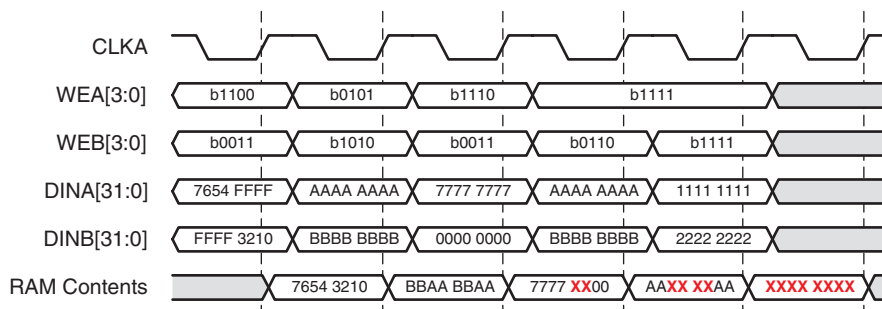 CLKA
WEA[3:0] b1100 b0101 b1110 b1111
WEB[3:0] b0011 b1010 b0011 b0110 b1111
DINA[31:0] 7654 FFFF AAAA AAAA 7777 7777 AAAA AAAA 1111 1111
DINB[31:0] FFFF 3210 BBBB BBBB 0000 0000 BBBB BBBB 2222 2222
RAM Contents 7654 3210 BBAA BBAA 7777 XX00 AAXX XXAA XXXX XXXX